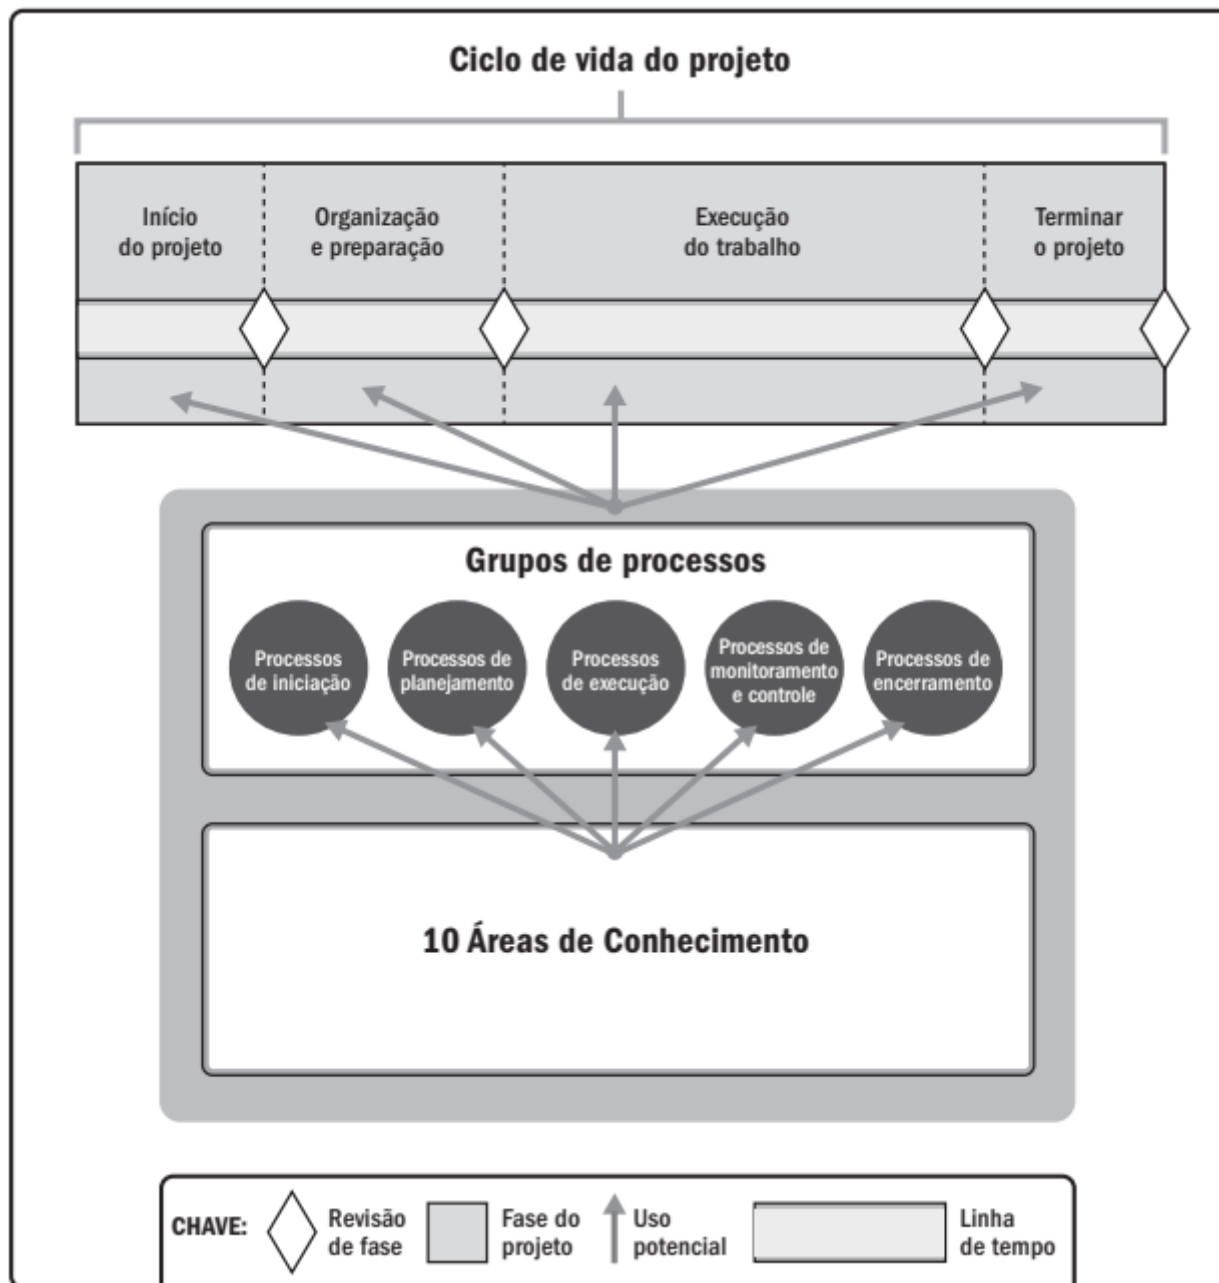 Ciclo de vida do projeto
Início
do projeto
Organização
e preparação
Execução
do trabalho
Terminar
o projeto
Grupos de processos
Processos
de iniciação
Processos de
planejamento
Processos
de execução
Processos de
monitoramento
e controle
Processos de
encerramento
10 Áreas de Conhecimento
CHAVE:
Revisão
de fase
Fase do
projeto
Uso
potencial
Linha
de tempo